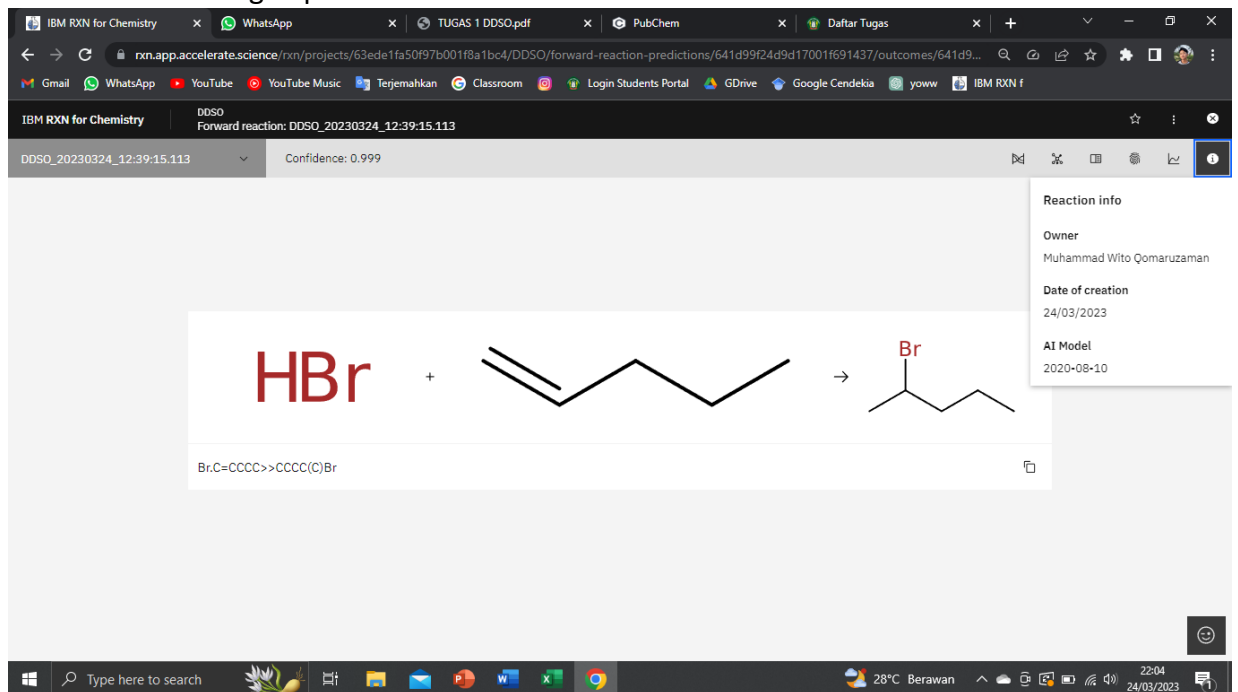 IBM RXN for Chemistry
WhatsApp
TUGAS 1 DDSO.pdf
PubChem
Daftar Tugas
rxn.app.accelerate.science/rxn/projects/63ede1fa50f97b001f8a1bc4/DDSO/forward-reaction-predictions/641d99f24d9d17001f691437/outcomes/641d9...
Gmail WhatsApp YouTube YouTube Music Terjemahkan Classroom Login Students Portal GDrive Google Cendekia yoww IBM RXN f
IBM RXN for Chemistry
DDSO
Forward reaction: DDSO_20230324_12:39:15.113
DDSO_20230324_12:39:15.113
Confidence: 0.999
Reaction info
Owner
Muhammad Wito Qomaruzaman
Date of creation
24/03/2023
AI Model
2020-08-10
HBr + → Br
Br.C=CCCC>>CCCC(C)Br
Type here to search
28°C Berawan
22:04
24/03/2023
1